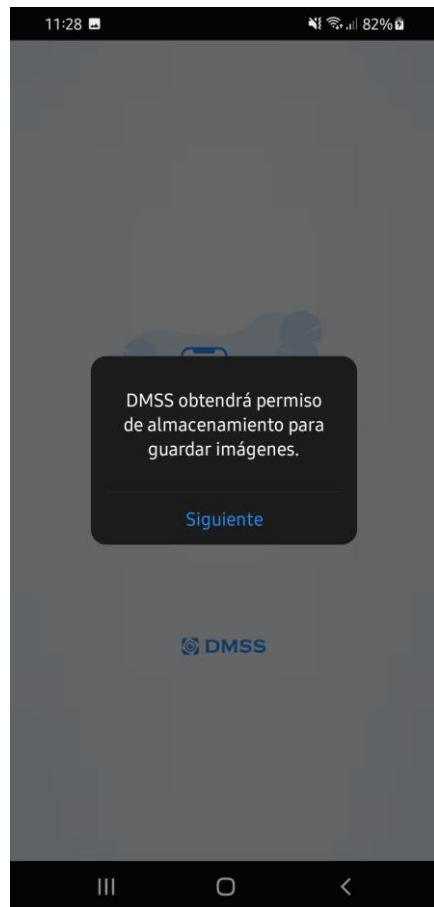 11:28
82%
DMSS obtendrá permiso
de almacenamiento para
guardar imágenes.
Siguiente
DMSS